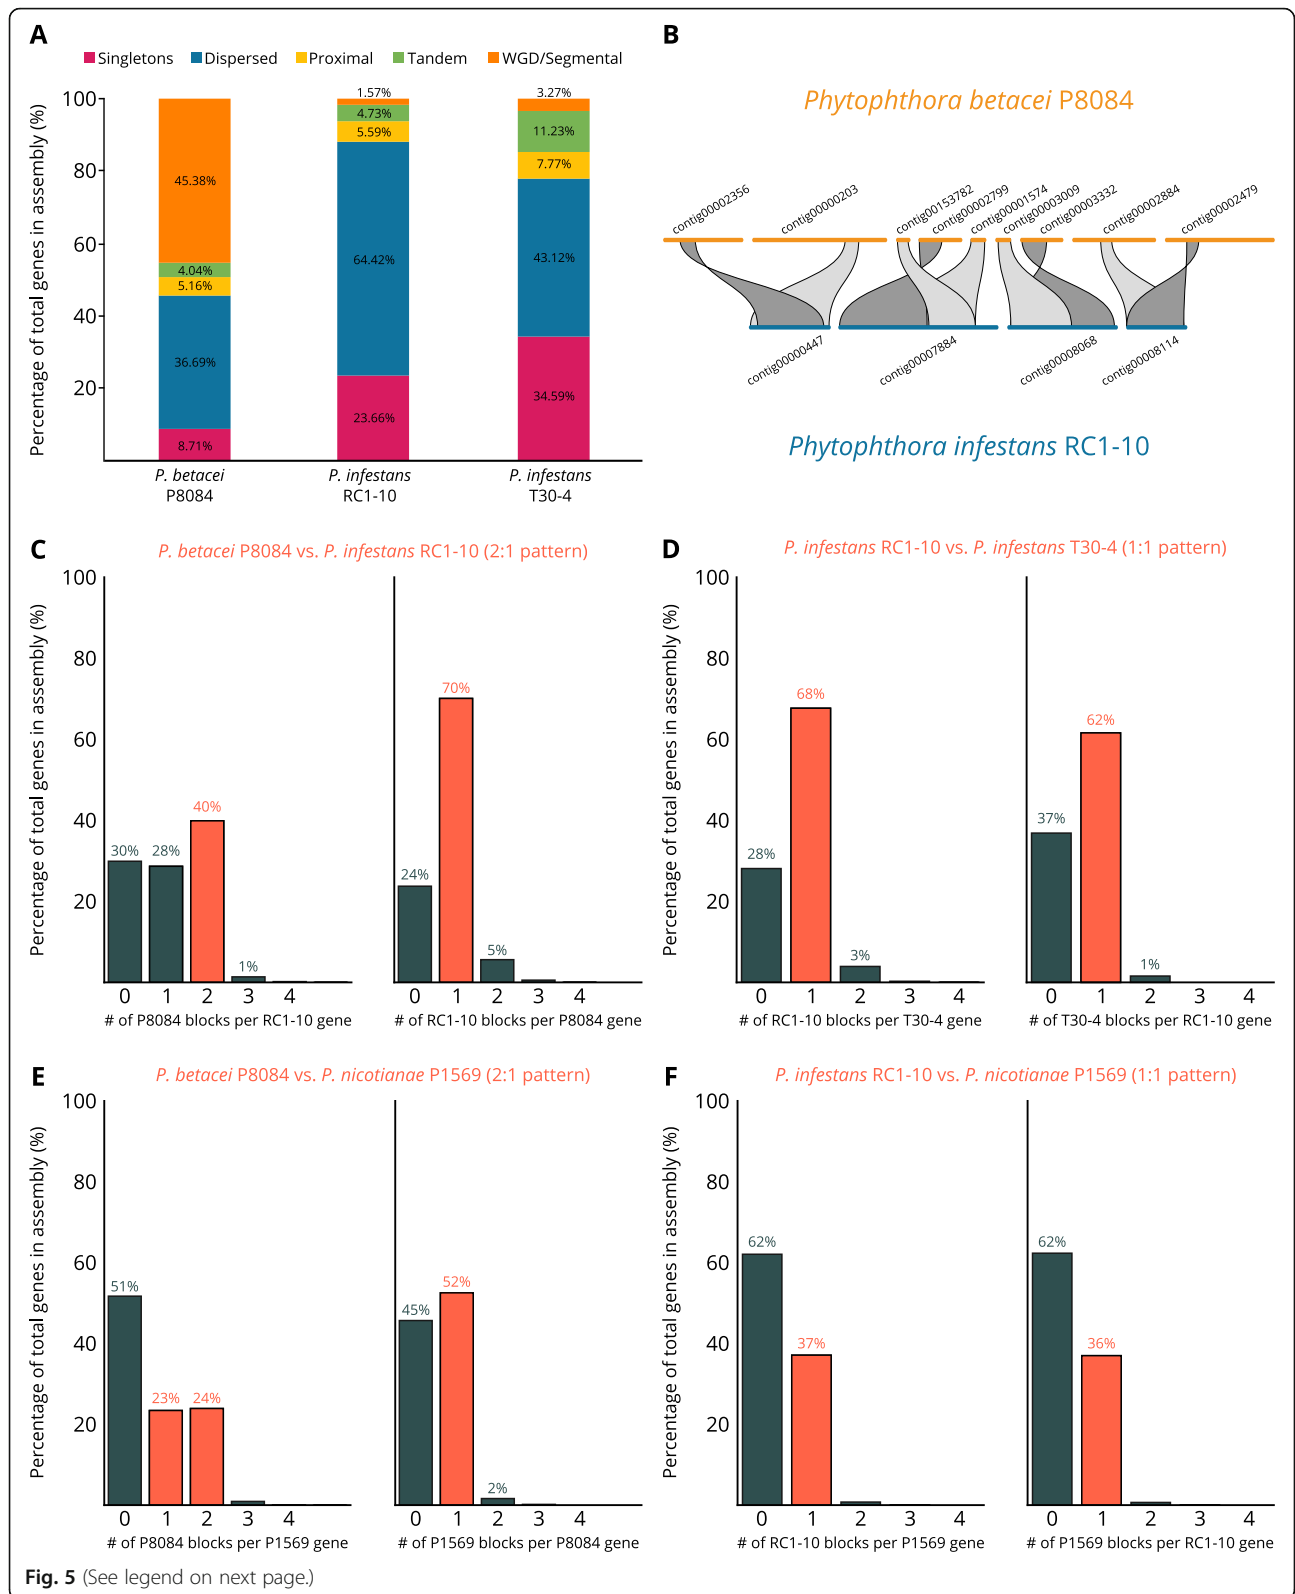 A
Singletons Dispersed Proximal Tandem WGD/Segmental
Percentage of total genes in assembly (%)
100
80
60
40
20
45.38%
4.04%
5.16%
36.69%
8.71%
1.57%
4.73%
5.59%
64.42%
23.66%
3.27%
11.23%
7.77%
43.12%
34.59%
P. betacei
P8084
P. infestans
RC1-10
P. infestans
T30-4
B
Phytophthora betacei P8084
contig00002356
contig00000203
contig00153782
contig00002799
contig00001574
contig00003009
contig00003332
contig00002884
contig00002479
contig00000447
contig00007884
contig00008068
contig00008114
Phytophthora infestans RC1-10
C
P. betacei P8084 vs. P. infestans RC1-10 (2:1 pattern)
Percentage of total genes in assembly (%)
100
80
60
40
20
30%
28%
40%
1%
0 1 2 3 4
# of P8084 blocks per RC1-10 gene
24%
70%
5%
0 1 2 3 4
# of RC1-10 blocks per P8084 gene
D
P. infestans RC1-10 vs. P. infestans T30-4 (1:1 pattern)
Percentage of total genes in assembly (%)
100
80
60
40
20
28%
68%
3%
0 1 2 3 4
# of RC1-10 blocks per T30-4 gene
37%
62%
1%
0 1 2 3 4
# of T30-4 blocks per RC1-10 gene
E
P. betacei P8084 vs. P. nicotianae P1569 (2:1 pattern)
Percentage of total genes in assembly (%)
100
80
60
40
20
51%
23%
24%
0 1 2 3 4
# of P8084 blocks per P1569 gene
45%
52%
2%
0 1 2 3 4
# of P1569 blocks per P8084 gene
F
P. infestans RC1-10 vs. P. nicotianae P1569 (1:1 pattern)
Percentage of total genes in assembly (%)
100
80
60
40
20
62%
37%
0 1 2 3 4
# of RC1-10 blocks per P1569 gene
62%
36%
0 1 2 3 4
# of P1569 blocks per RC1-10 gene
Fig. 5 (See legend on next page.)